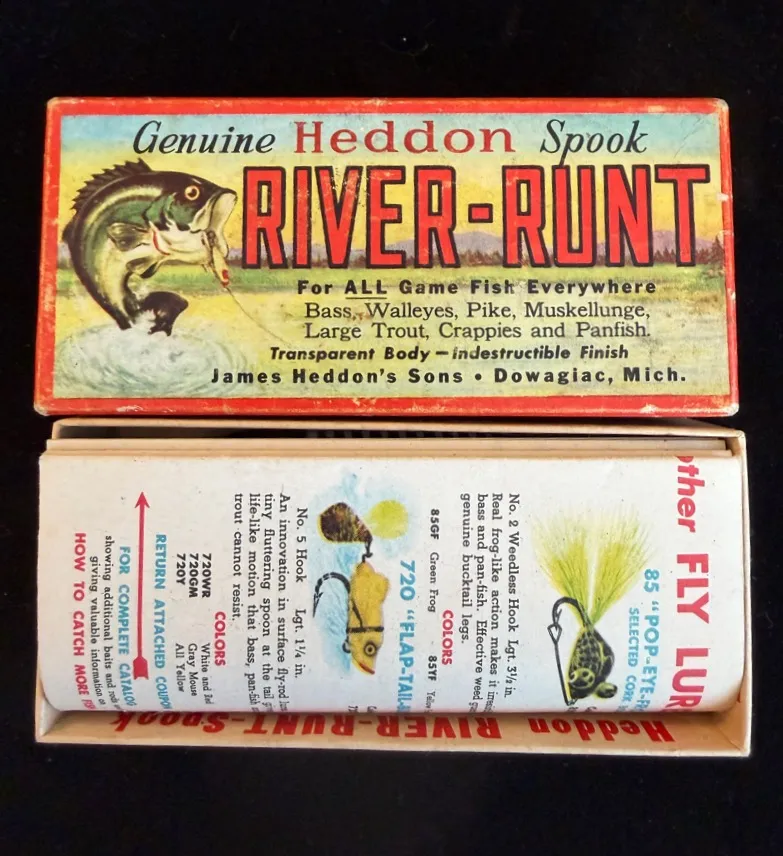 Genuine Heddon Spook
RIVER-RUNT
For ALL Game Fish Everywhere
Bass, Walleyes, Pike, Muskellunge,
Large Trout, Crappies and Panfish.
Transparent Body — Indestructible Finish
James Heddon's Sons • Dowagiac, Mich.
FLY
85 "POP-EYE-
SELECTED
No. 2 Weedless Hook Lgt. 3½ in.
Real frog-like action makes it
bass and pan-fish. Effective weed
genuine bucktail legs.
COLORS
85GF Green Frog 85YF
720 "FLAP-TAIL
No. 5 Hook Lgt. 1¼ in.
An innovation in surface fly-rod
tiny fluttering spoon at the tail
life-like motion that bass, pan-fish
trout cannot resist.
COLORS
720WR White and Red
720GM Gray Mouse
720Y All Yellow
RETURN ATTACHED COUPON
FOR COMPLETE CATALOG
showing additional baits and
giving valuable information on
HOW TO CATCH MORE
Heddon RIVER-RUNT-Spook